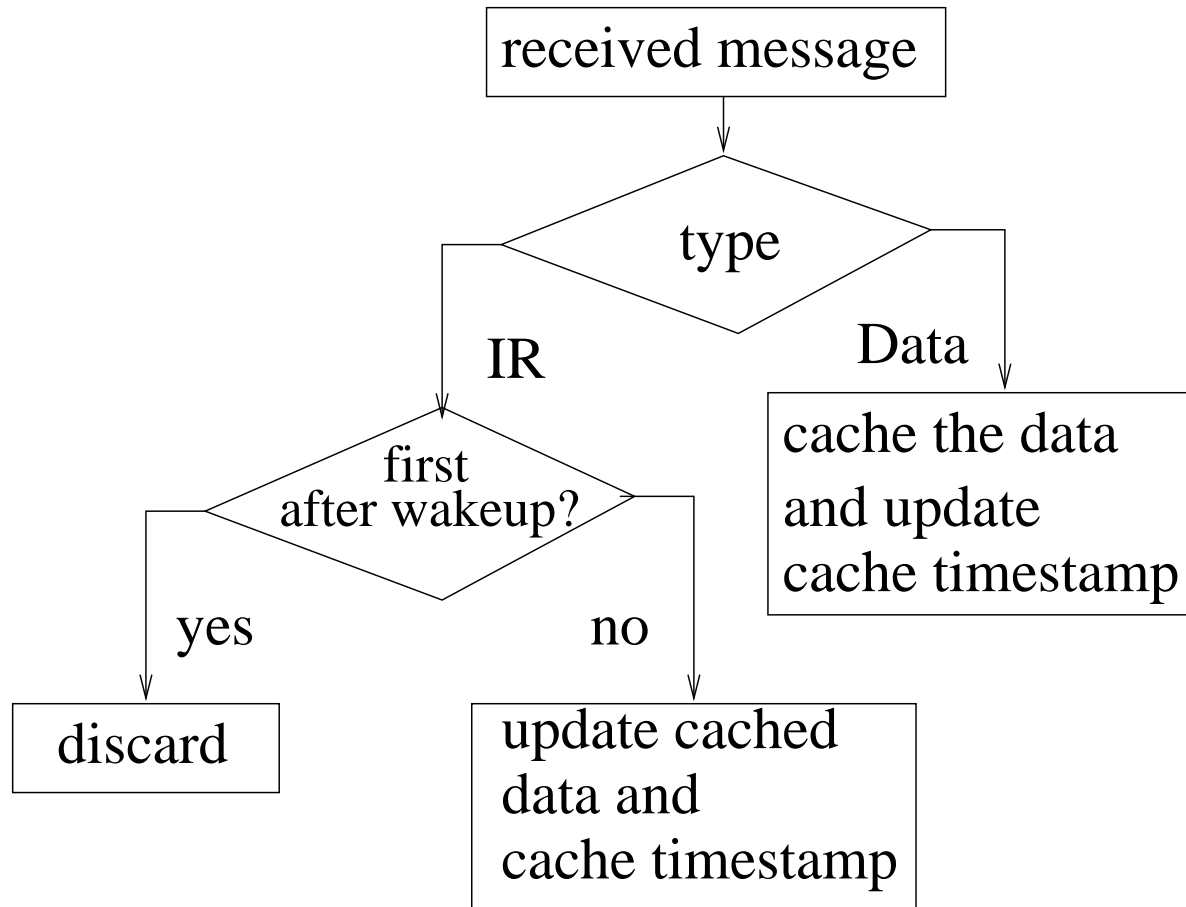 received message
type
IR
Data
cache the data
and update
cache timestamp
first
after wakeup?
yes
no
discard
update cached
data and
cache timestamp